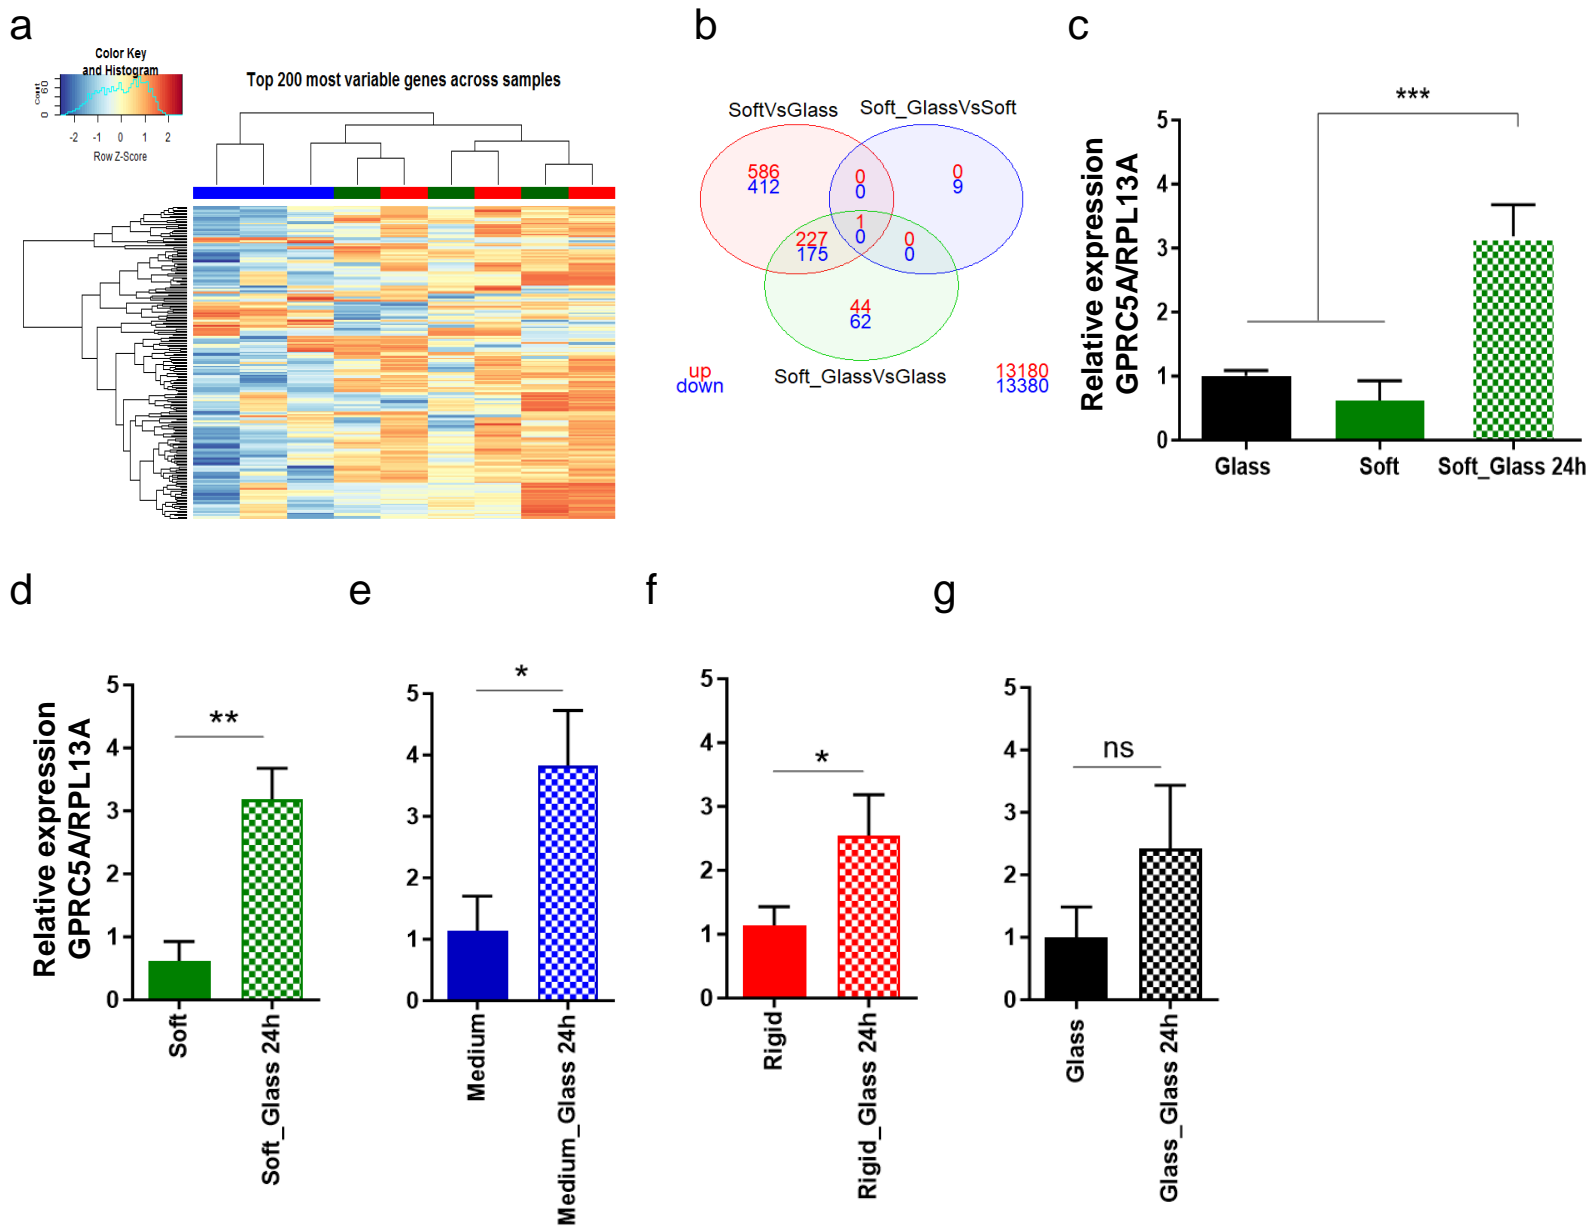 a
Color Key
and Histogram
Count
0 60
-2 -1 0 1 2
Row Z-Score
Top 200 most variable genes across samples
b
SoftVsGlass
Soft_GlassVsSoft
586
412
0
0
0
9
1
0
227
175
0
0
44
62
Soft_GlassVsGlass
up
down
13180
13380
c
***
Relative expression
GPRC5A/RPL13A
5
4
3
2
1
0
Glass Soft Soft_Glass 24h
d
**
Relative expression
GPRC5A/RPL13A
5
4
3
2
1
0
Soft
Soft_Glass 24h
e
*
5
4
3
2
1
0
Medium
Medium_Glass 24h
f
*
5
4
3
2
1
0
Rigid
Rigid_Glass 24h
g
ns
5
4
3
2
1
0
Glass
Glass_Glass 24h